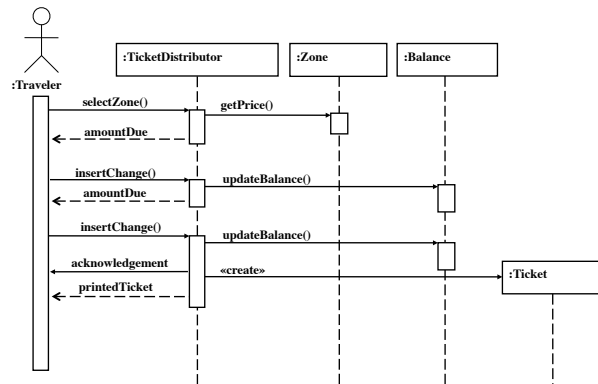 :TicketDistributor
:Zone
:Balance
:Traveler
selectZone()
getPrice()
amountDue
insertChange()
updateBalance()
amountDue
insertChange()
updateBalance()
acknowledgement
«create»
:Ticket
printedTicket